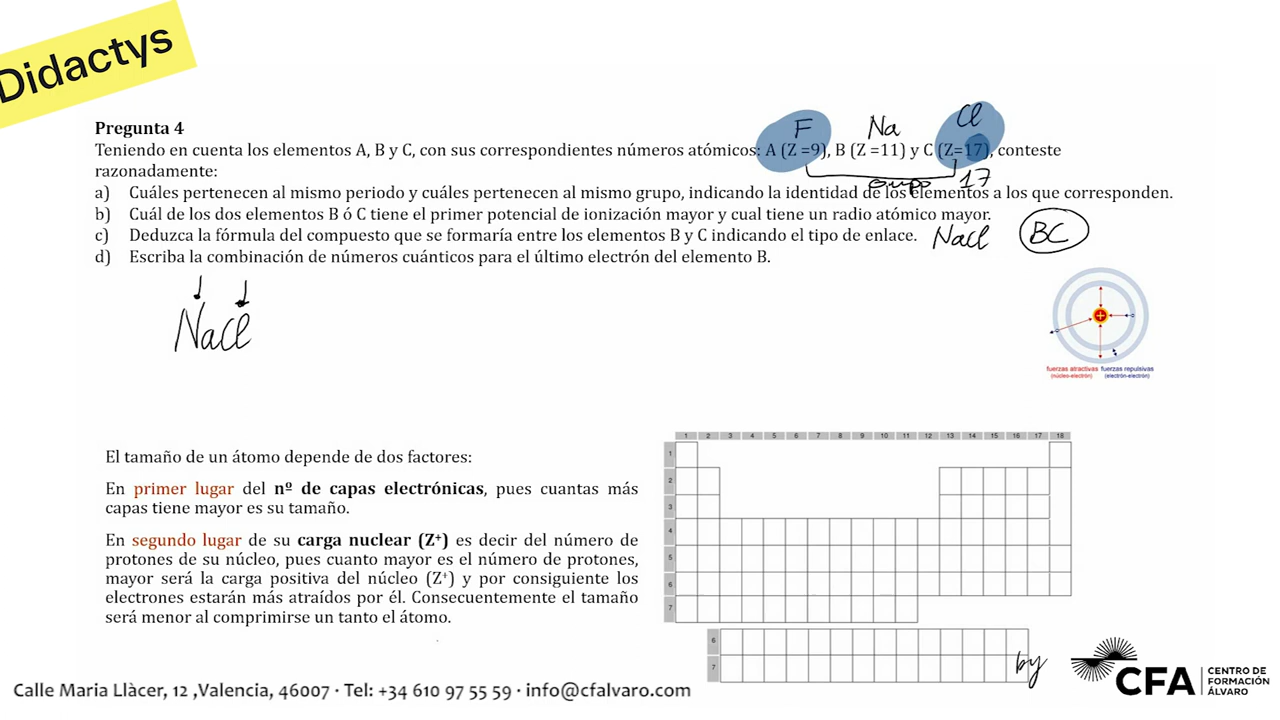 Didactys
F Na Cl
Pregunta 4
Teniendo en cuenta los elementos A, B y C, con sus correspondientes números atómicos: A (Z =9), B (Z =11) y C (Z=17), conteste
razonadamente:
grupo 17
a) Cuáles pertenecen al mismo periodo y cuáles pertenecen al mismo grupo, indicando la identidad de los elementos a los que corresponden.
b) Cuál de los dos elementos B ó C tiene el primer potencial de ionización mayor y cual tiene un radio atómico mayor.
c) Deduzca la fórmula del compuesto que se formaría entre los elementos B y C indicando el tipo de enlace. NaCl BC
d) Escriba la combinación de números cuánticos para el último electrón del elemento B.
NaCl
fuerzas atractivas fuerzas repulsivas
(núcleo-electrón) (electrón-electrón)
El tamaño de un átomo depende de dos factores:
En primer lugar del nº de capas electrónicas, pues cuantas más
capas tiene mayor es su tamaño.
En segundo lugar de su carga nuclear (Z⁺) es decir del número de
protones de su núcleo, pues cuanto mayor es el número de protones,
mayor será la carga positiva del núcleo (Z⁺) y por consiguiente los
electrones estarán más atraídos por él. Consecuentemente el tamaño
será menor al comprimirse un tanto el átomo.
1 2 3 4 5 6 7 8 9 10 11 12 13 14 15 16 17 18
1
2
3
4
5
6
7
6
7
by
CFA CENTRO DE
FORMACIÓN
ÁLVARO
Calle Maria Llàcer, 12 ,Valencia, 46007 · Tel: +34 610 97 55 59 · info@cfalvaro.com